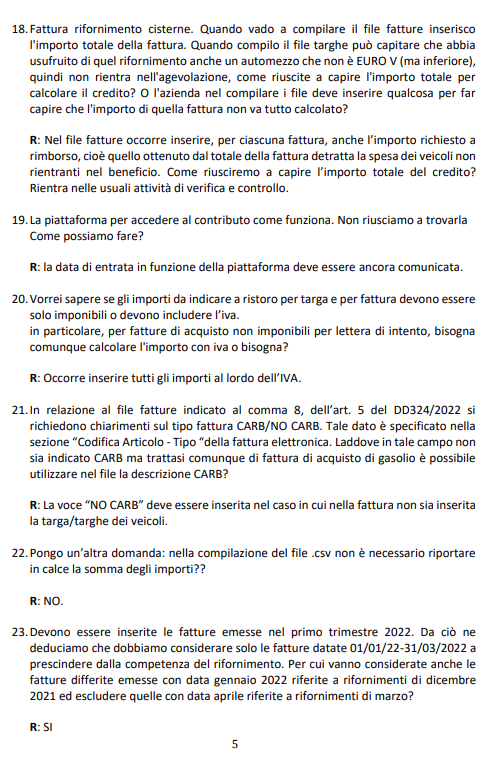 18. Fattura rifornimento cisterne. Quando vado a compilare il file fatture inserisco
l'importo totale della fattura. Quando compilo il file targhe può capitare che abbia
usufruito di quel rifornimento anche un automezzo che non è EURO V (ma inferiore),
quindi non rientra nell'agevolazione, come riuscite a capire l'importo totale per
calcolare il credito? O l'azienda nel compilare i file deve inserire qualcosa per far
capire che l'importo di quella fattura non va tutto calcolato?
R: Nel file fatture occorre inserire, per ciascuna fattura, anche l’importo richiesto a
rimborso, cioè quello ottenuto dal totale della fattura detratta la spesa dei veicoli non
rientranti nel beneficio. Come riusciremo a capire l’importo totale del credito?
Rientra nelle usuali attività di verifica e controllo.
19. La piattaforma per accedere al contributo come funziona. Non riusciamo a trovarla
Come possiamo fare?
R: la data di entrata in funzione della piattaforma deve essere ancora comunicata.
20. Vorrei sapere se gli importi da indicare a ristoro per targa e per fattura devono essere
solo imponibili o devono includere l’iva.
in particolare, per fatture di acquisto non imponibili per lettera di intento, bisogna
comunque calcolare l'importo con iva o bisogna?
R: Occorre inserire tutti gli importi al lordo dell’IVA.
21. In relazione al file fatture indicato al comma 8, dell’art. 5 del DD324/2022 si
richiedono chiarimenti sul tipo fattura CARB/NO CARB. Tale dato è specificato nella
sezione “Codifica Articolo - Tipo “della fattura elettronica. Laddove in tale campo non
sia indicato CARB ma trattasi comunque di fattura di acquisto di gasolio è possibile
utilizzare nel file la descrizione CARB?
R: La voce “NO CARB” deve essere inserita nel caso in cui nella fattura non sia inserita
la targa/targhe dei veicoli.
22. Pongo un’altra domanda: nella compilazione del file .csv non è necessario riportare
in calce la somma degli importi??
R: NO.
23. Devono essere inserite le fatture emesse nel primo trimestre 2022. Da ciò ne
deduciamo che dobbiamo considerare solo le fatture datate 01/01/22-31/03/2022 a
prescindere dalla competenza del rifornimento. Per cui vanno considerate anche le
fatture differite emesse con data gennaio 2022 riferite a rifornimenti di dicembre
2021 ed escludere quelle con data aprile riferite a rifornimenti di marzo?
R: SI
5